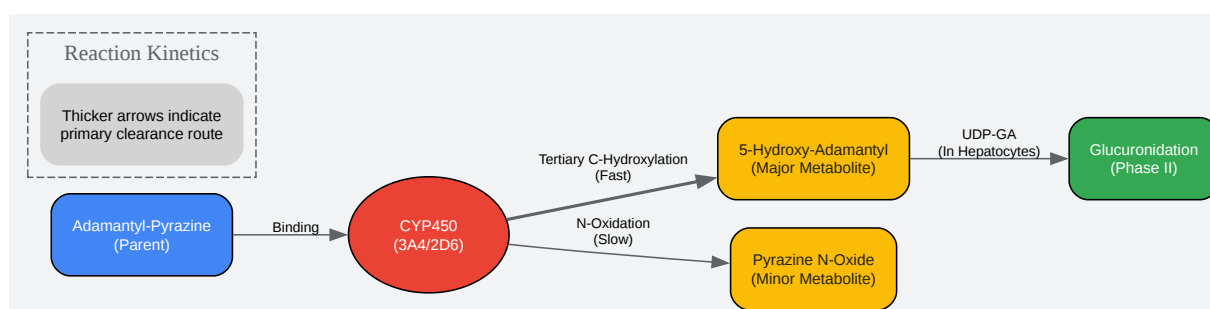 Reaction Kinetics
Thicker arrows indicate
primary clearance route
Adamantyl-Pyrazine
(Parent)
Binding
CYP450
(3A4/2D6)
Tertiary C-Hydroxylation
(Fast)
N-Oxidation
(Slow)
5-Hydroxy-Adamantyl
(Major Metabolite)
Pyrazine N-Oxide
(Minor Metabolite)
UDP-GA
(In Hepatocytes)
Glucuronidation
(Phase II)